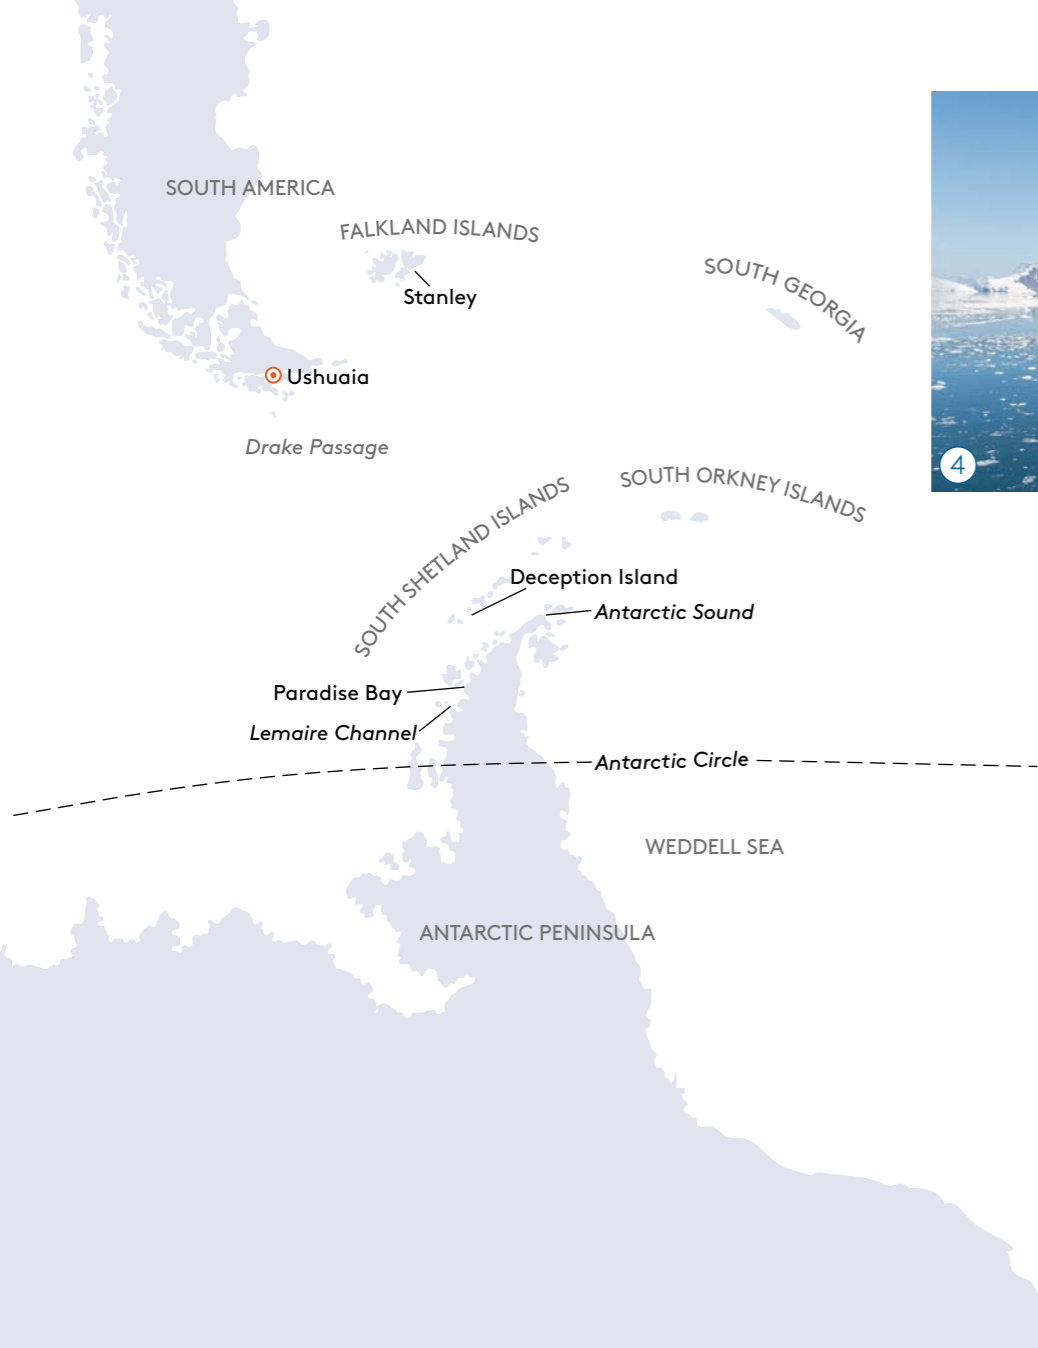 SOUTH AMERICA
FALKLAND ISLANDS
Stanley
SOUTH GEORGIA
Ushuaia
Drake Passage
4
SOUTH ORKNEY ISLANDS
SOUTH SHETLAND ISLANDS
Deception Island
Antarctic Sound
Paradise Bay
Lemaire Channel
Antarctic Circle
WEDDELL SEA
ANTARCTIC PENINSULA